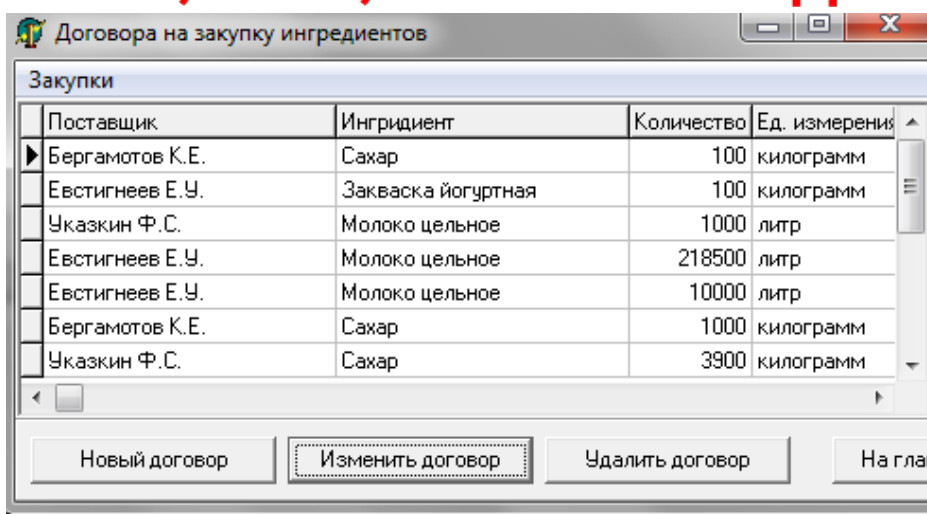 Договора на закупку ингредиентов
Закупки
Поставщик Ингридиент Количество Ед. измерения
Бергамотов К.Е. Сахар 100 килограмм
Евстигнеев Е.У. Закваска йогуртная 100 килограмм
Указкин Ф.С. Молоко цельное 1000 литр
Евстигнеев Е.У. Молоко цельное 218500 литр
Евстигнеев Е.У. Молоко цельное 10000 литр
Бергамотов К.Е. Сахар 1000 килограмм
Указкин Ф.С. Сахар 3900 килограмм
Новый договор Изменить договор Удалить договор На гла